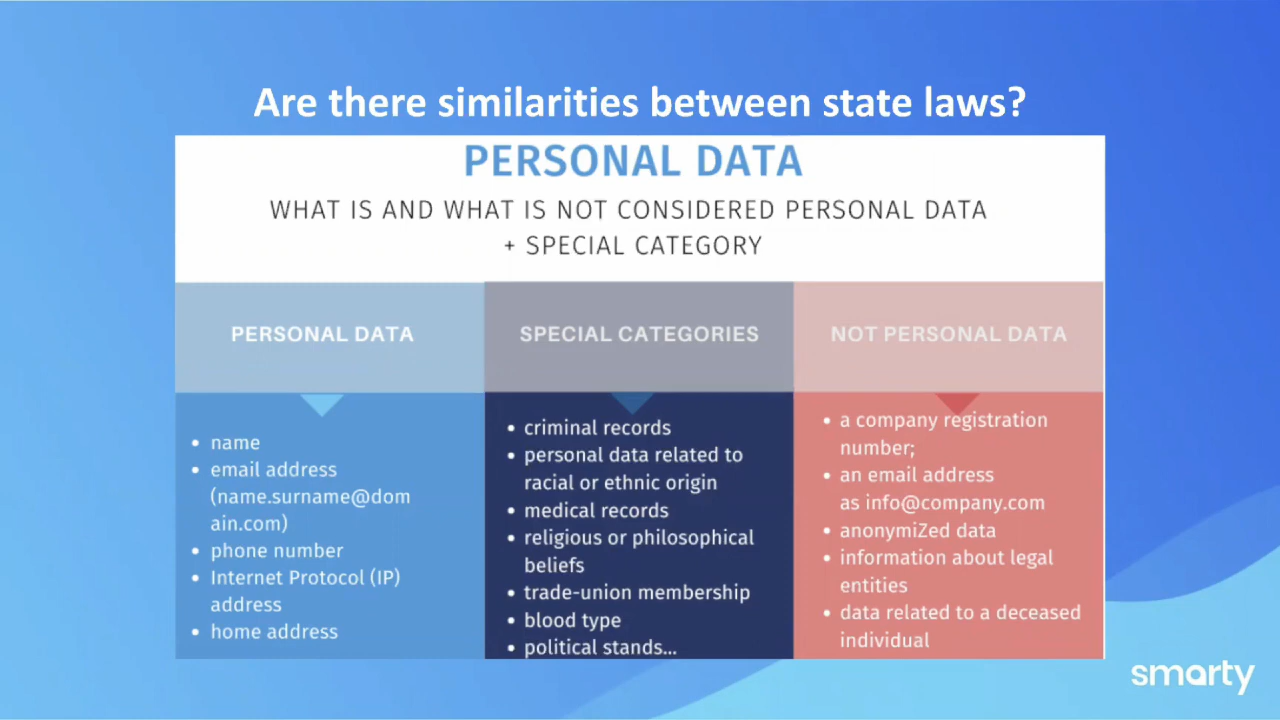 Are there similarities between state laws?
PERSONAL DATA
WHAT IS AND WHAT IS NOT CONSIDERED PERSONAL DATA
+ SPECIAL CATEGORY
PERSONAL DATA
• name
• email address
(name.surname@dom
ain.com)
• phone number
• Internet Protocol (IP)
address
• home address
SPECIAL CATEGORIES
• criminal records
• personal data related to
racial or ethnic origin
• medical records
• religious or philosophical
beliefs
• trade-union membership
• blood type
• political stands...
NOT PERSONAL DATA
• a company registration
number;
• an email address
as info@company.com
• anonymiZed data
• information about legal
entities
• data related to a deceased
individual
smarty